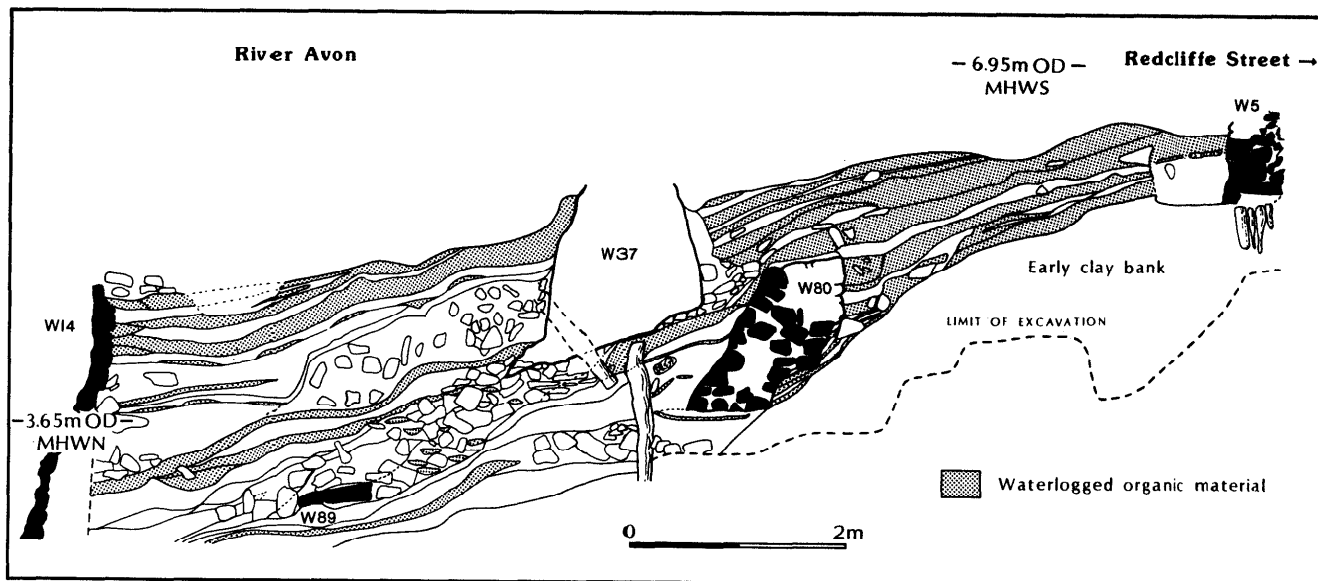 River Avon
– 6.95m OD –
MHWS
Redcliffe Street →
W5
W37
W80
Early clay bank
W14
LIMIT OF EXCAVATION
–3.65m OD–
MHWN
Waterlogged organic material
W89
0 2m